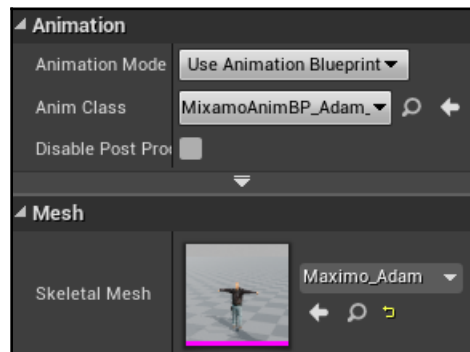 Animation
Animation Mode Use Animation Blueprint
Anim Class MixamoAnimBP_Adam_
Disable Post Pro
Mesh
Skeletal Mesh Maximo_Adam